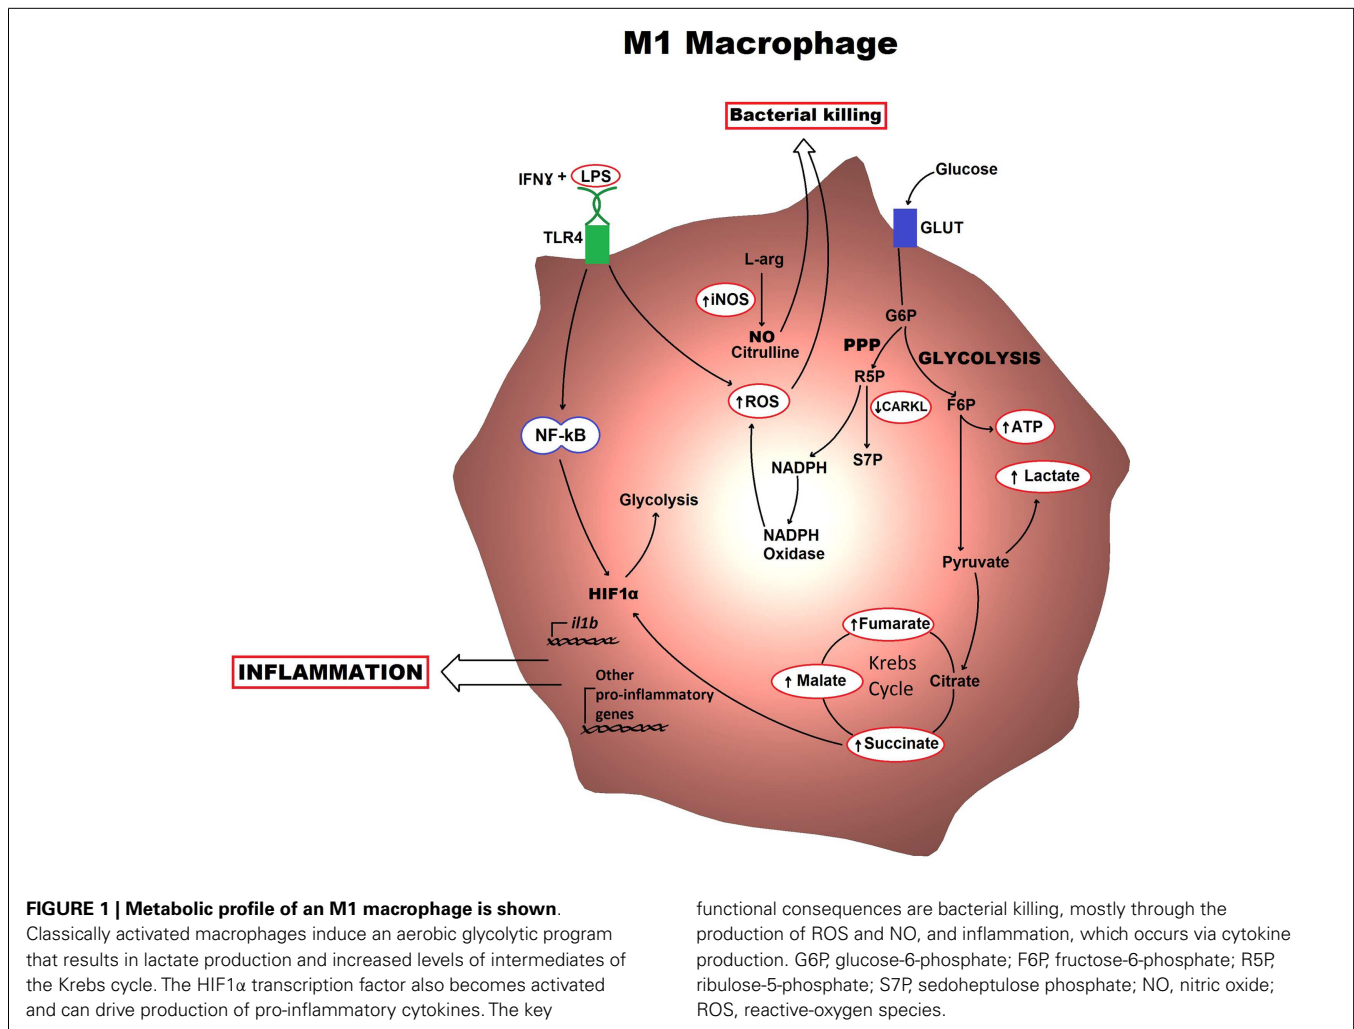 M1 Macrophage
Bacterial killing
IFNɣ + LPS
TLR4
Glucose
GLUT
L-arg
↑iNOS
NO
Citrulline
G6P
PPP
GLYCOLYSIS
R5P
↓CARKL
F6P
↑ROS
↑ATP
NF-kB
NADPH
S7P
↑ Lactate
Glycolysis
NADPH
Oxidase
Pyruvate
HIF1α
il1b
↑Fumarate
Krebs
Cycle
↑ Malate
Citrate
INFLAMMATION
Other
pro-inflammatory
genes
↑Succinate
FIGURE 1 | Metabolic profile of an M1 macrophage is shown.
Classically activated macrophages induce an aerobic glycolytic program
that results in lactate production and increased levels of intermediates of
the Krebs cycle. The HIF1α transcription factor also becomes activated
and can drive production of pro-inflammatory cytokines. The key
functional consequences are bacterial killing, mostly through the
production of ROS and NO, and inflammation, which occurs via cytokine
production. G6P, glucose-6-phosphate; F6P, fructose-6-phosphate; R5P,
ribulose-5-phosphate; S7P, sedoheptulose phosphate; NO, nitric oxide;
ROS, reactive-oxygen species.